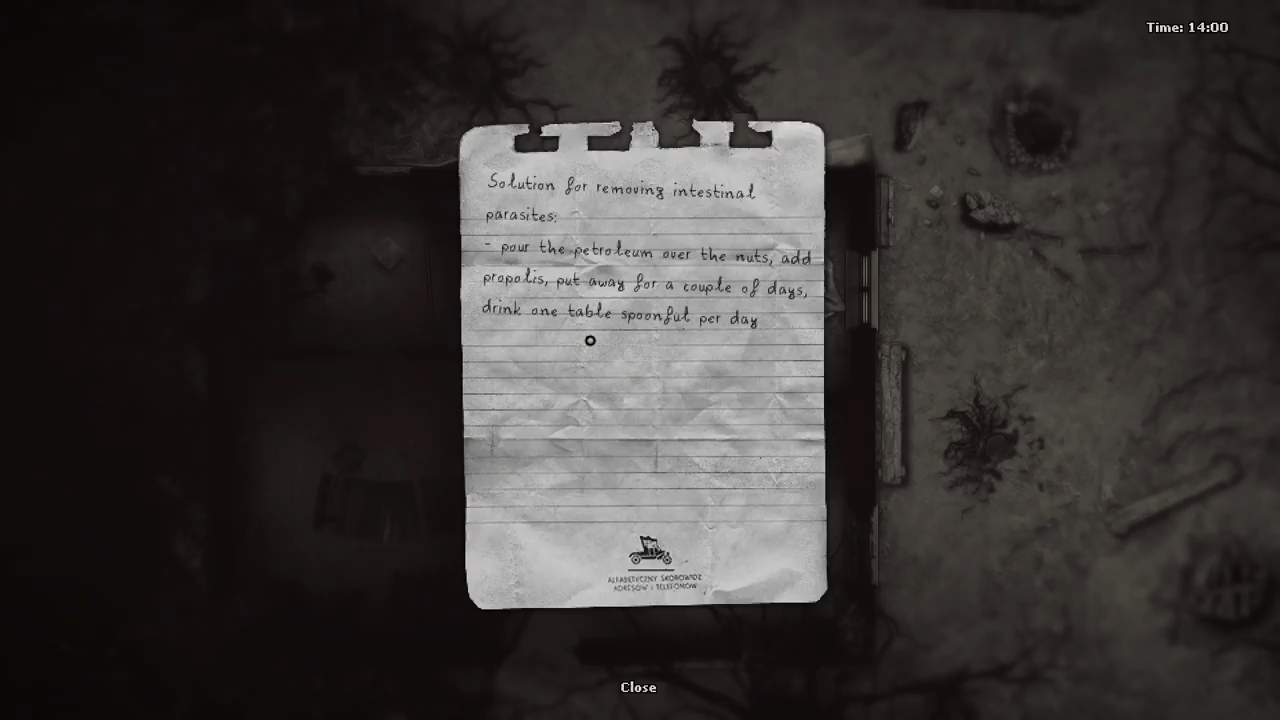 Time: 14:00
Solution for removing intestinal
parasites:
- pour the petroleum over the nuts, add
propolis, put away for a couple of days,
drink one table spoonful per day
ALFABETYCZNY SKOROWIDZ
ADRESÓW i TELEFONÓW
Close